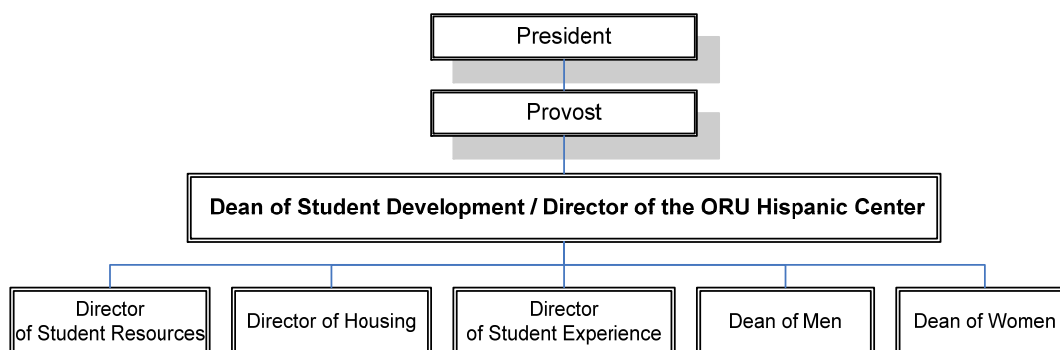 President
Provost
Dean of Student Development / Director of the ORU Hispanic Center
Director
of Student Resources
Director of Housing
Director
of Student Experience
Dean of Men
Dean of Women